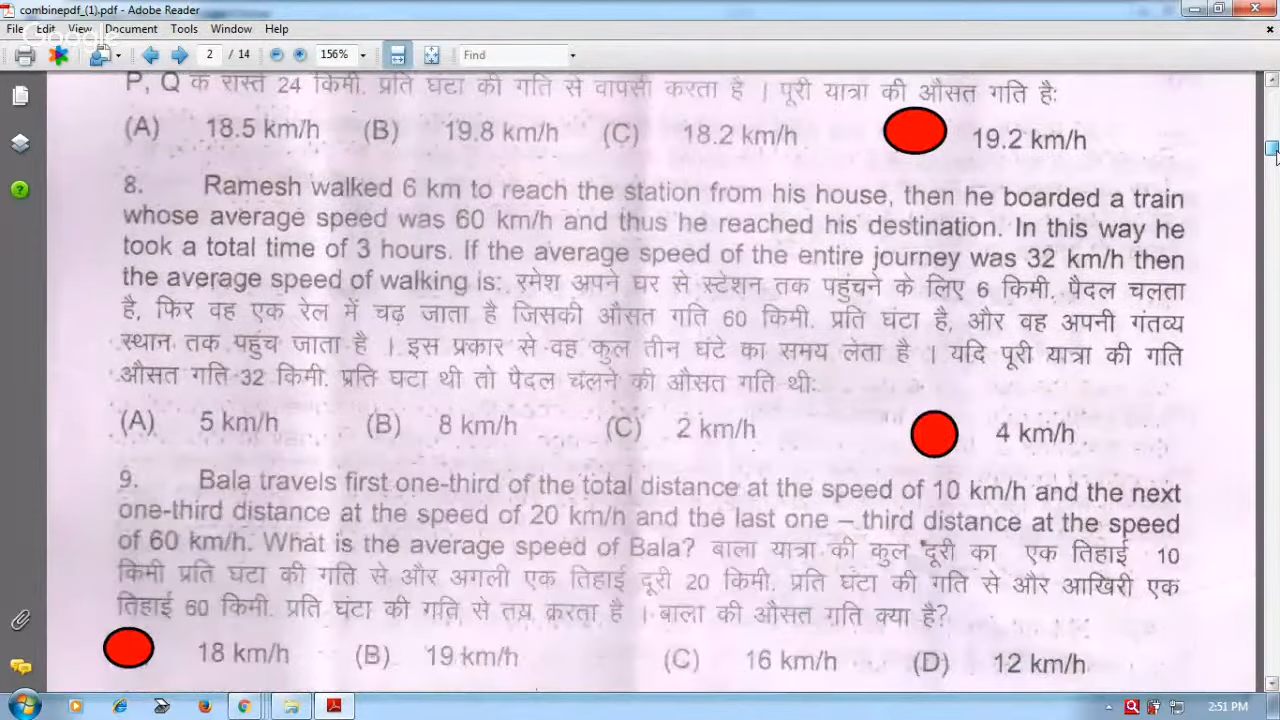 combinepdf_(1).pdf - Adobe Reader
File Edit View Document Tools Window Help
Google
2 / 14 156% Find
P, Q के रास्ते 24 किमी. प्रति घंटा की गति से वापसी करता है । पूरी यात्रा की औसत गति है:
(A) 18.5 km/h (B) 19.8 km/h (C) 18.2 km/h 19.2 km/h
8. Ramesh walked 6 km to reach the station from his house, then he boarded a train
whose average speed was 60 km/h and thus he reached his destination. In this way he
took a total time of 3 hours. If the average speed of the entire journey was 32 km/h then
the average speed of walking is: रमेश अपने घर से स्टेशन तक पहुंचने के लिए 6 किमी. पैदल चलता
है, फिर वह एक रेल में चढ़ जाता है जिसकी औसत गति 60 किमी. प्रति घंटा है, और वह अपनी गंतव्य
स्थान तक पहुंच जाता है । इस प्रकार से वह कुल तीन घंटे का समय लेता है । यदि पूरी यात्रा की गति
औसत गति 32 किमी. प्रति घटा थी तो पैदल चलने की औसत गति थी:
(A) 5 km/h (B) 8 km/h (C) 2 km/h 4 km/h
9. Bala travels first one-third of the total distance at the speed of 10 km/h and the next
one-third distance at the speed of 20 km/h and the last one – third distance at the speed
of 60 km/h. What is the average speed of Bala? बाला यात्रा की कुल दूरी का एक तिहाई 10
किमी प्रति घटा की गति से और अगली एक तिहाई दूरी 20 किमी. प्रति घंटा की गति से और आखिरी एक
तिहाई 60 किमी. प्रति घंटा की गति से तय करता है । बाला की औसत गति क्या है?
18 km/h (B) 19 km/h (C) 16 km/h (D) 12 km/h
2:51 PM